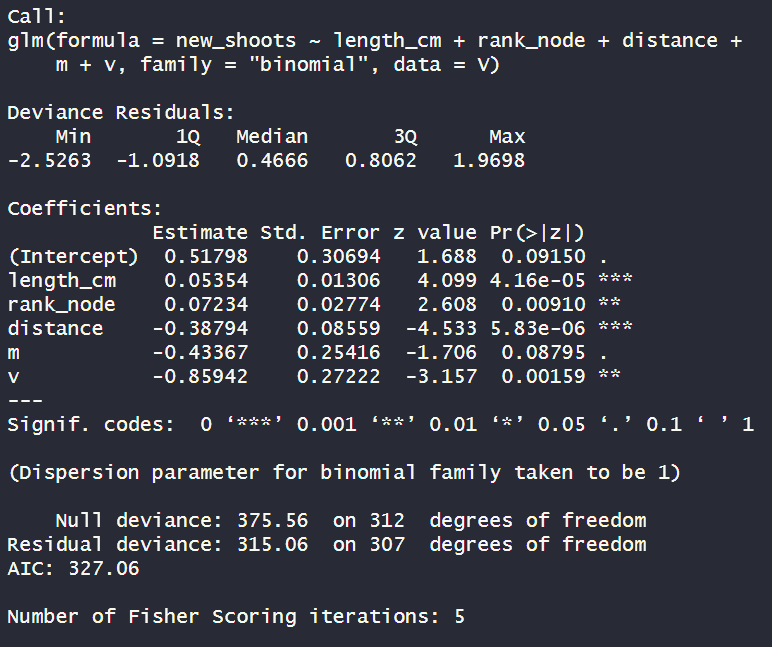 Call:
glm(formula = new_shoots ~ length_cm + rank_node + distance +
    m + v, family = "binomial", data = V)

Deviance Residuals:
    Min       1Q   Median       3Q      Max
-2.5263  -1.0918   0.4666   0.8062   1.9698

Coefficients:
            Estimate Std. Error z value Pr(>|z|)
(Intercept)  0.51798    0.30694   1.688  0.09150 .
length_cm    0.05354    0.01306   4.099 4.16e-05 ***
rank_node    0.07234    0.02774   2.608  0.00910 **
distance    -0.38794    0.08559  -4.533 5.83e-06 ***
m           -0.43367    0.25416  -1.706  0.08795 .
v           -0.85942    0.27222  -3.157  0.00159 **
---
Signif. codes:  0 ‘***’ 0.001 ‘**’ 0.01 ‘*’ 0.05 ‘.’ 0.1 ‘ ’ 1

(Dispersion parameter for binomial family taken to be 1)

    Null deviance: 375.56  on 312  degrees of freedom
Residual deviance: 315.06  on 307  degrees of freedom
AIC: 327.06

Number of Fisher Scoring iterations: 5